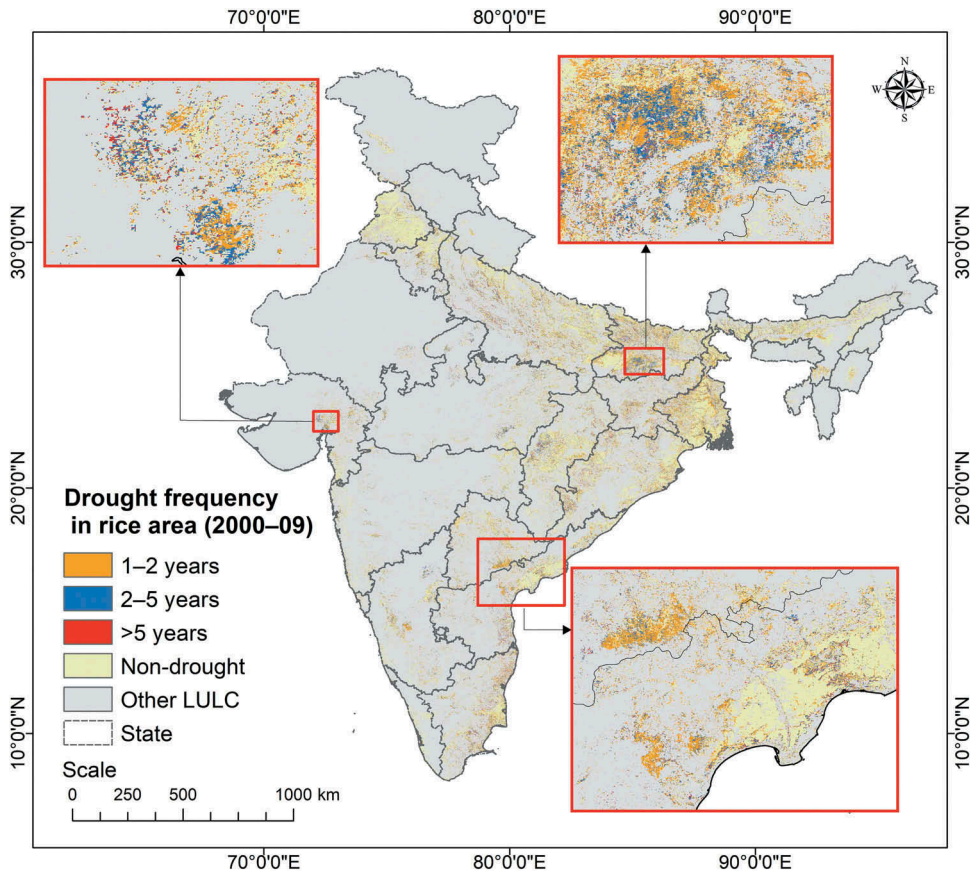 70°0'0"E 80°0'0"E 90°0'0"E
N
W E
S
30°0'0"N 30°0'0"N
20°0'0"N 20°0'0"N
10°0'0"N 10°0'0"N
Drought frequency
in rice area (2000–09)
1–2 years
2–5 years
>5 years
Non-drought
Other LULC
State
Scale
0 250 500 1000 km
70°0'0"E 80°0'0"E 90°0'0"E